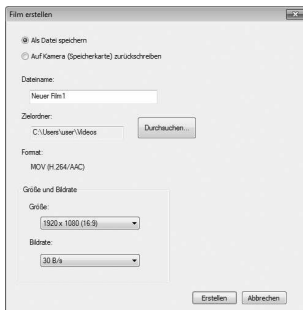 Film erstellen
Als Datei speichern
Auf Kamera (Speicherkarte) zurückschreiben
Dateiname:
Neuer Film1
Zielordner:
C:\Users\user\Videos
Durchsuchen...
Format:
MOV (H.264/AAC)
Größe und Bildrate
Größe:
1920 x 1080 (16:9)
Bildrate:
30 B/s
Erstellen
Abbrechen